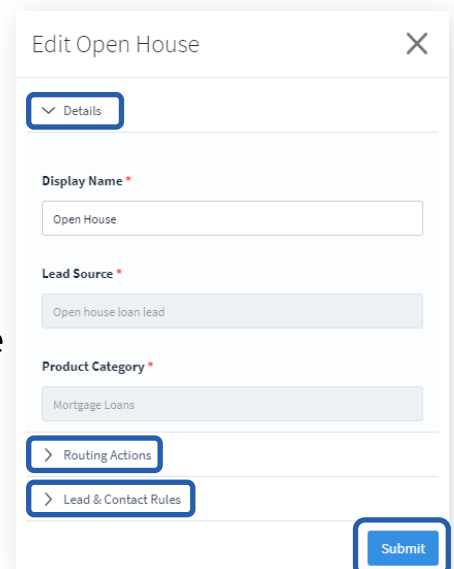 Edit Open House
Details
Display Name *
Open House
Lead Source *
Open house loan lead
e
Product Category *
Mortgage Loans
Routing Actions
Lead & Contact Rules
Submit